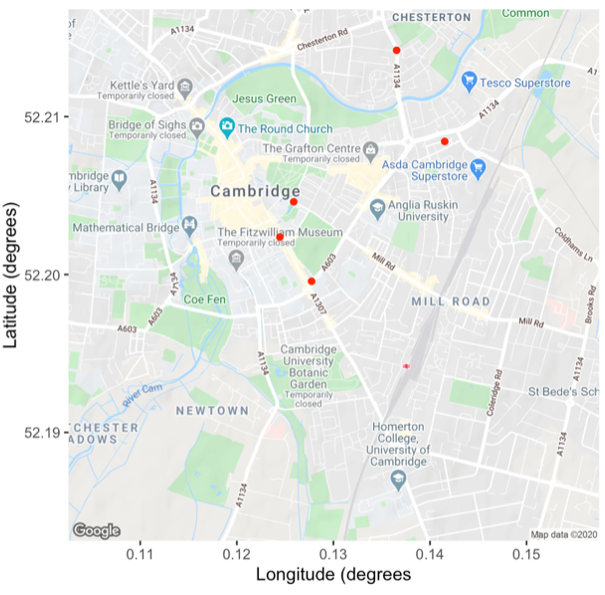 CHESTERTON
Common
of
A1134
Chesterton Rd
A1134
Kettle's Yard
Temporarily closed
Tesco Superstore
A1
Jesus Green
A1134
52.21
Bridge of Sighs
Temporarily closed
The Round Church
The Grafton Centre
Temporarily closed
Asda Cambridge
Superstore
mbridge
Library
A1134
Cambridge
Anglia Ruskin
University
Mathematical Bridge
The Fitzwilliam Museum
Temporarily closed
Coldhams Ln
Latitude (degrees)
52.20
A603
Mill Rd
A134
Coe Fen
A1307
MILL ROAD
Brooks Rd
A603
A603
Mill Rd
A1134
Cambridge
University
Botanic
Garden
Temporarily
closed
River Cam
Coleridge Rd
A1134
St Bede's Sch
NEWTOWN
52.19
CHESTER
ADOWS
Homerton
College,
University of
Cambridge
A1134
A1134
Google
Map data ©2020
0.11
0.12
0.13
0.14
0.15
Longitude (degrees